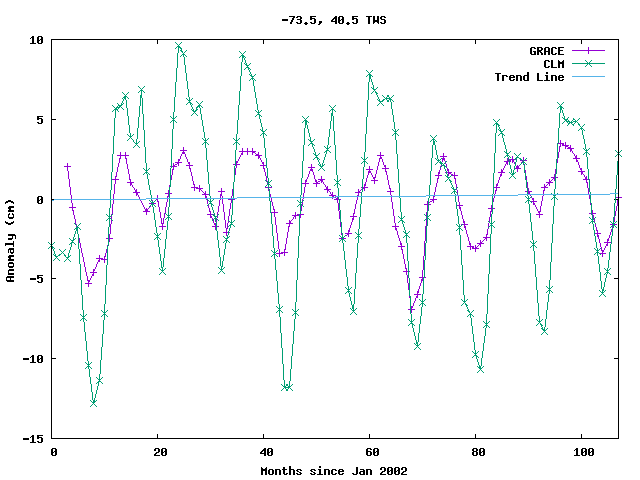 -73.5, 40.5 TWS
GRACE
CLM
Trend Line
10
5
0
-5
-10
-15
Anomaly (cm)
0 20 40 60 80 100
Months since Jan 2002